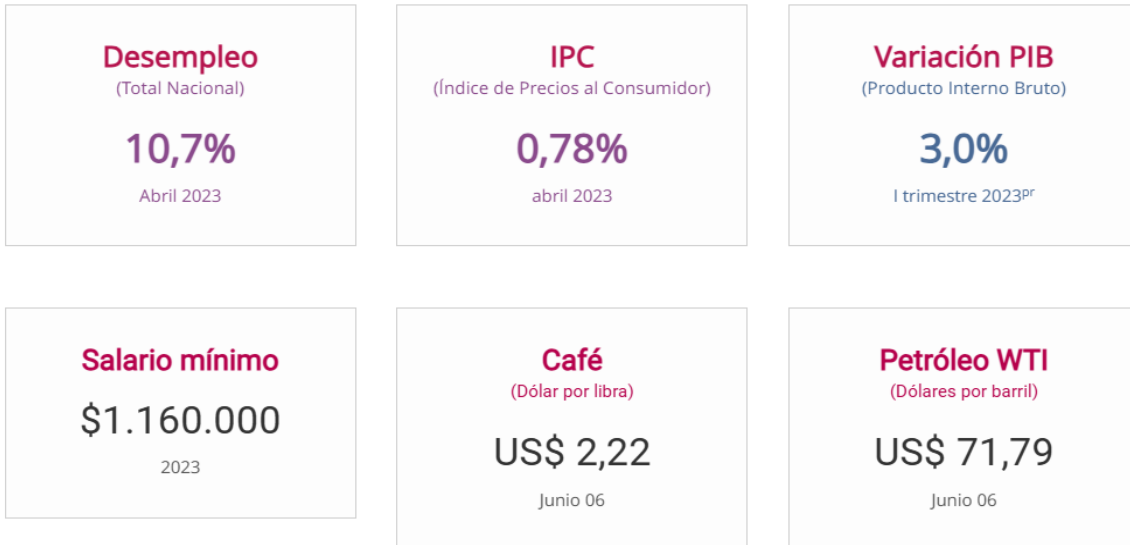 Desempleo
(Total Nacional)
10,7%
Abril 2023
IPC
(Índice de Precios al Consumidor)
0,78%
abril 2023
Variación PIB
(Producto Interno Bruto)
3,0%
I trimestre 2023pr
Salario mínimo
$1.160.000
2023
Café
(Dólar por libra)
US$ 2,22
Junio 06
Petróleo WTI
(Dólares por barril)
US$ 71,79
Junio 06